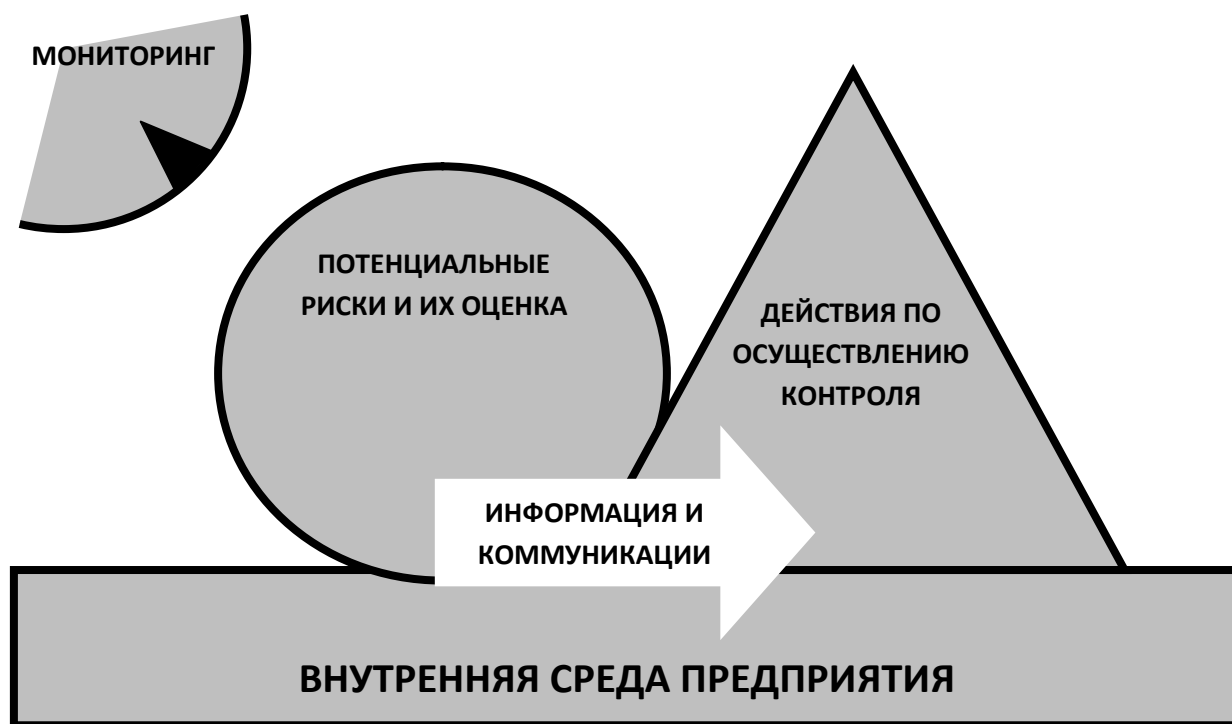 МОНИТОРИНГ
ПОТЕНЦИАЛЬНЫЕ
РИСКИ И ИХ ОЦЕНКА
ДЕЙСТВИЯ ПО
ОСУЩЕСТВЛЕНИЮ
КОНТРОЛЯ
ИНФОРМАЦИЯ И
КОММУНИКАЦИИ
ВНУТРЕННЯЯ СРЕДА ПРЕДПРИЯТИЯ